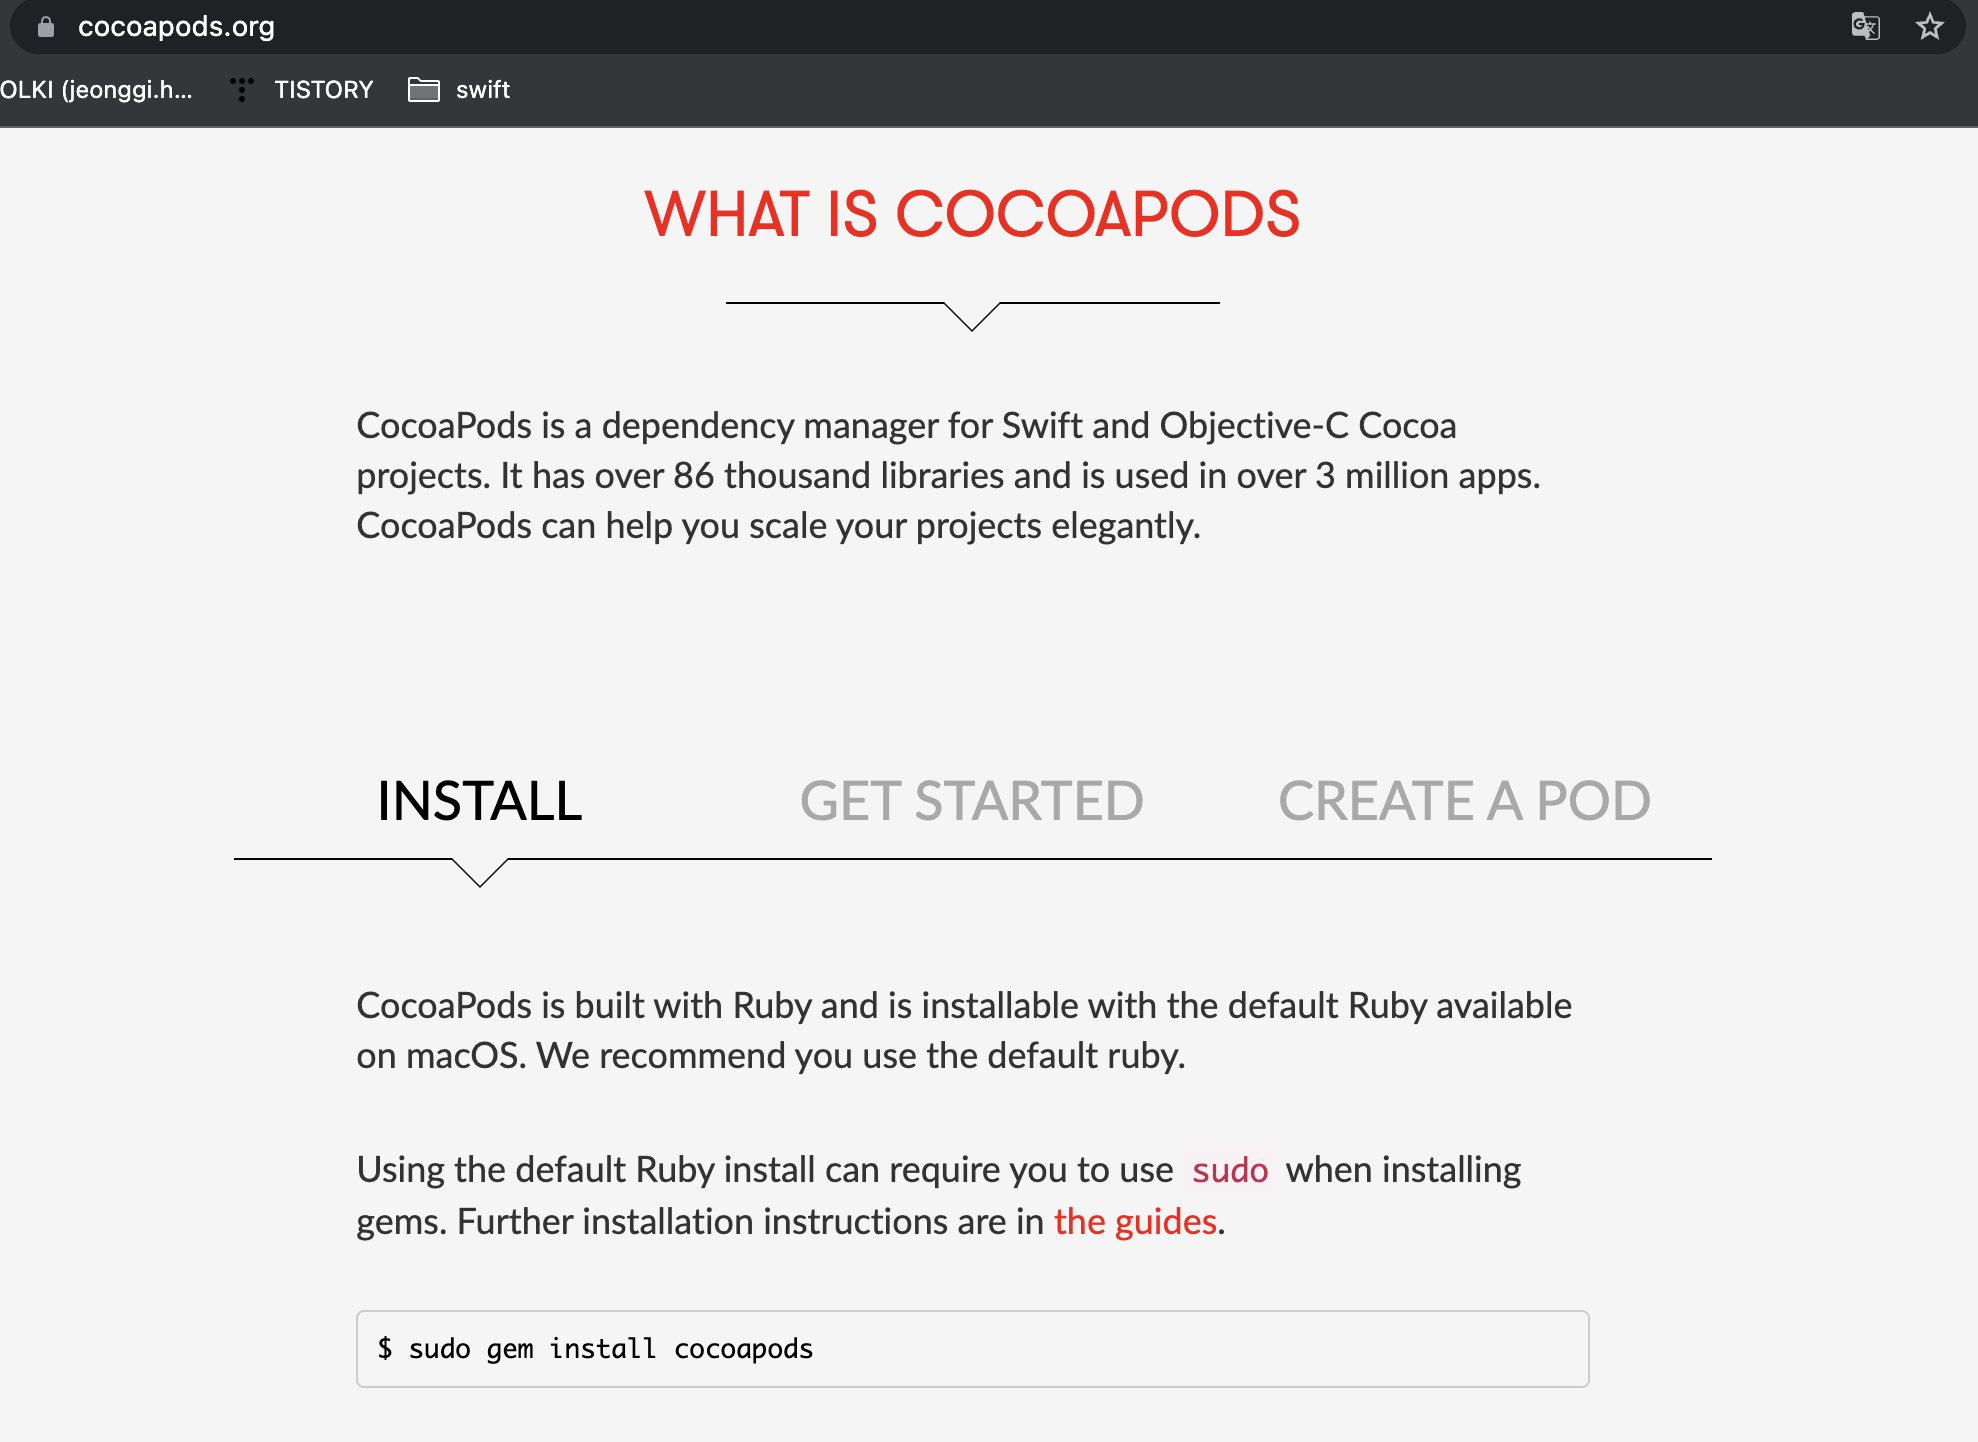 cocoapods.org
OLKI (jeonggi.h...
TISTORY
swift
WHAT IS COCOAPODS
CocoaPods is a dependency manager for Swift and Objective-C Cocoa
projects. It has over 86 thousand libraries and is used in over 3 million apps.
CocoaPods can help you scale your projects elegantly.
INSTALL
GET STARTED
CREATE A POD
CocoaPods is built with Ruby and is installable with the default Ruby available
on macOS. We recommend you use the default ruby.
Using the default Ruby install can require you to use sudo when installing
gems. Further installation instructions are in the guides.
$ sudo gem install cocoapods